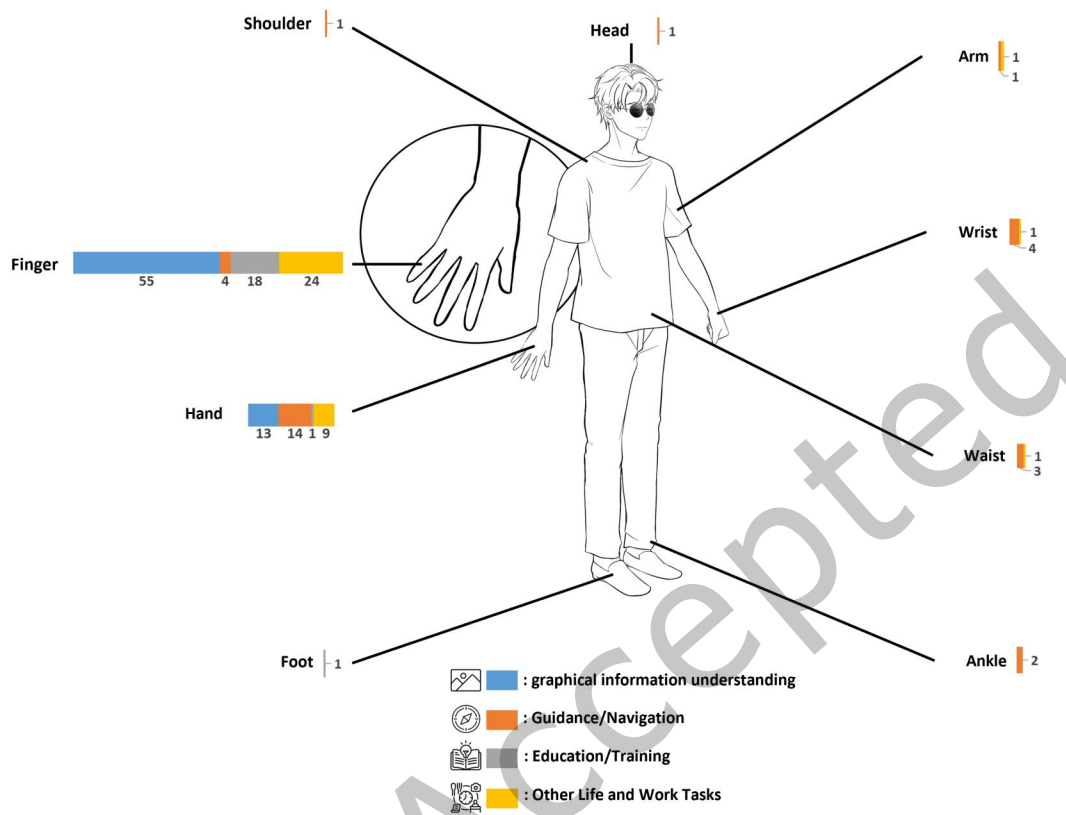 Shoulder 1
Head 1
Arm 1
1
Wrist 1
4
Finger
55 4 18 24
Hand
13 14 1 9
Waist 1
3
Foot 1
Ankle 2
: graphical information understanding
: Guidance/Navigation
: Education/Training
: Other Life and Work Tasks
Accepted